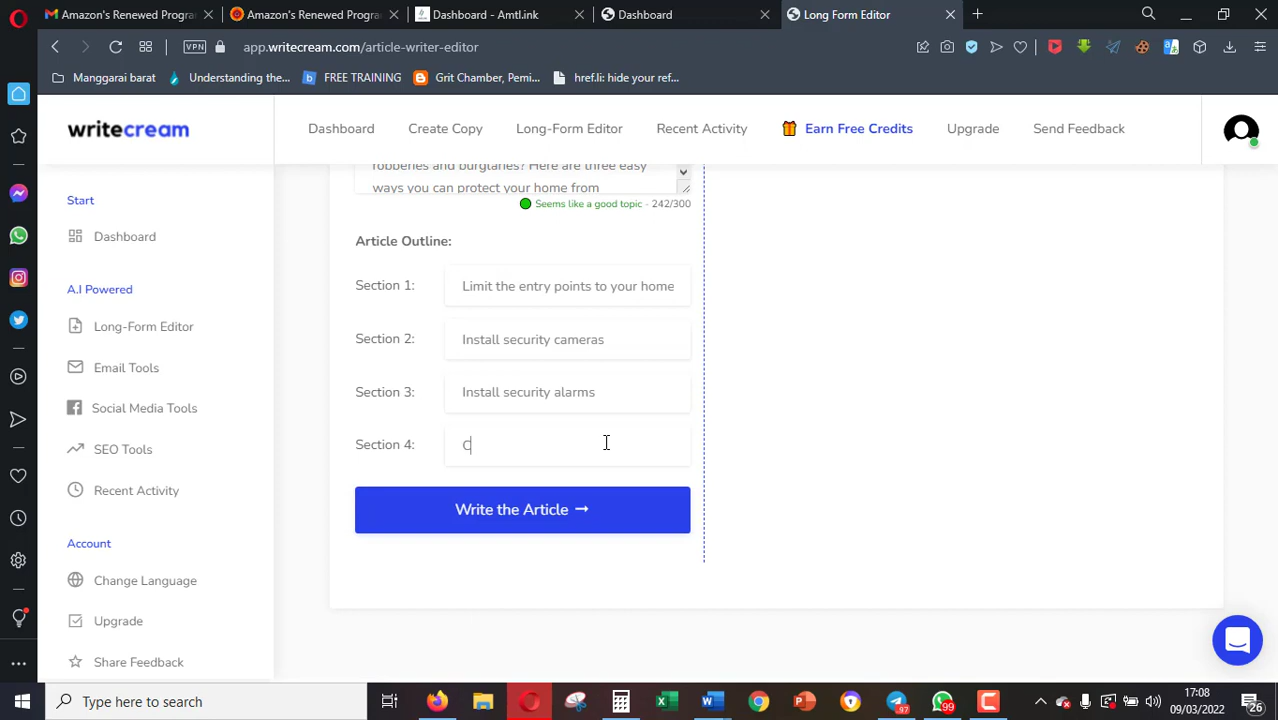 Amazon's Renewed Progra
Amazon's Renewed Progra
Dashboard - Amtl.ink
Dashboard
Long Form Editor
VPN
app.writecream.com/article-writer-editor
Manggarai barat
Understanding the...
FREE TRAINING
Grit Chamber, Pemi...
href.li: hide your ref...
writecream
Dashboard
Create Copy
Long-Form Editor
Recent Activity
Earn Free Credits
Upgrade
Send Feedback
Start
Dashboard
A.I Powered
Long-Form Editor
Email Tools
Social Media Tools
SEO Tools
Recent Activity
Account
Change Language
Upgrade
Share Feedback
robberies and burglaries? Here are three easy
ways you can protect your home from
Seems like a good topic - 242/300
Article Outline:
Section 1:
Limit the entry points to your home
Section 2:
Install security cameras
Section 3:
Install security alarms
Section 4:
C
Write the Article →
Type here to search
97
99
17:08
09/03/2022
26